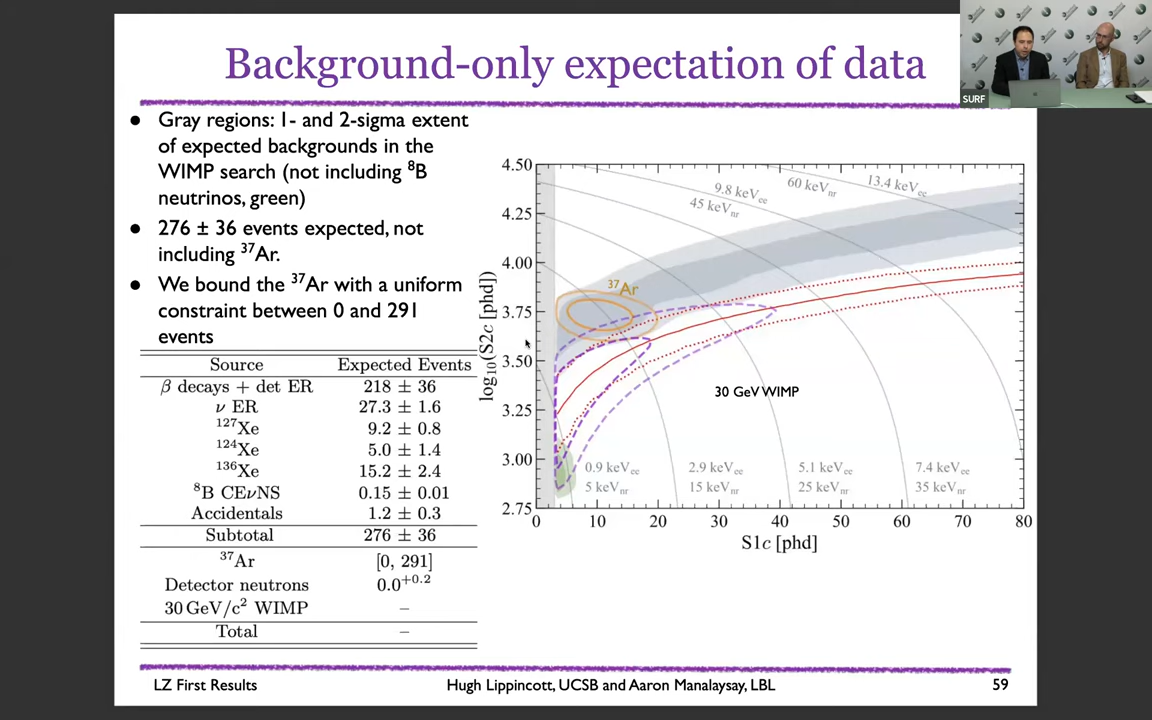 Background-only expectation of data
SURF
● Gray regions: 1- and 2-sigma extent
of expected backgrounds in the
WIMP search (not including ⁸B
neutrinos, green)
● 276 ± 36 events expected, not
including ³⁷Ar.
● We bound the ³⁷Ar with a uniform
constraint between 0 and 291
events
Source Expected Events
β decays + det ER 218 ± 36
ν ER 27.3 ± 1.6
¹²⁷Xe 9.2 ± 0.8
¹²⁴Xe 5.0 ± 1.4
¹³⁶Xe 15.2 ± 2.4
⁸B CEνNS 0.15 ± 0.01
Accidentals 1.2 ± 0.3
Subtotal 276 ± 36
³⁷Ar [0, 291]
Detector neutrons 0.0⁺⁰·²
30 GeV/c² WIMP –
Total –
log₁₀(S2c [phd])
4.50
4.25
4.00
3.75
3.50
3.25
3.00
2.75
9.8 keVₑₑ
45 keVₙᵣ
60 keVₙᵣ
13.4 keVₑₑ
³⁷Ar
30 GeV WIMP
0.9 keVₑₑ 2.9 keVₑₑ 5.1 keVₑₑ 7.4 keVₑₑ
5 keVₙᵣ 15 keVₙᵣ 25 keVₙᵣ 35 keVₙᵣ
0 10 20 30 40 50 60 70 80
S1c [phd]
LZ First Results Hugh Lippincott, UCSB and Aaron Manalaysay, LBL 59